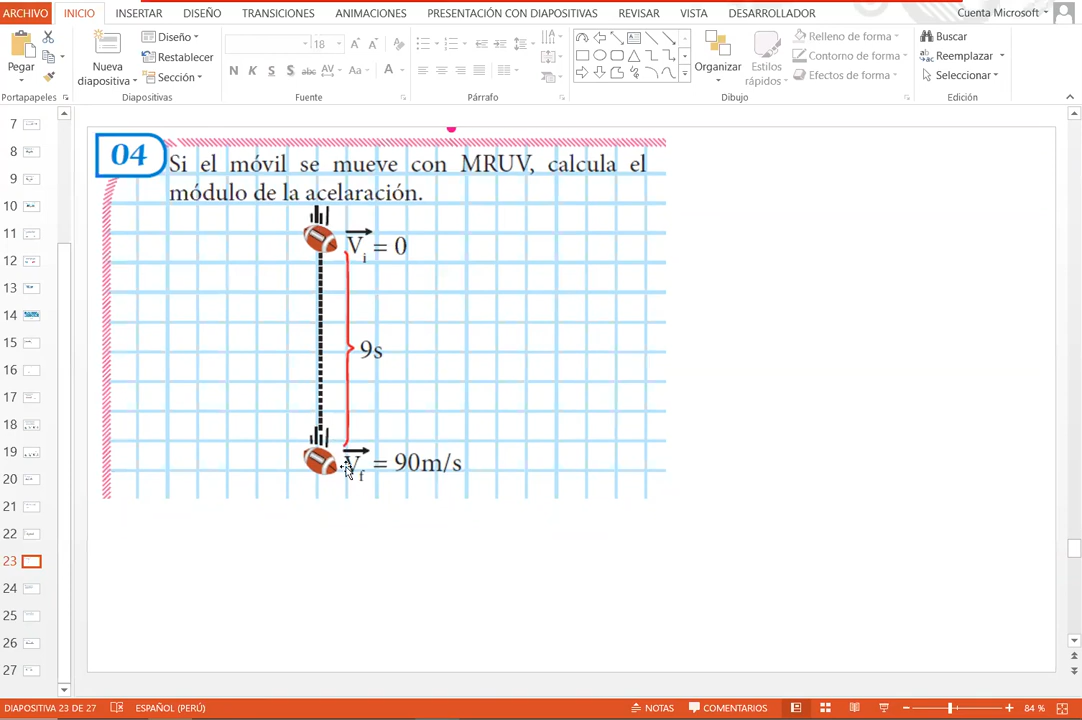 ARCHIVO INICIO INSERTAR DISEÑO TRANSICIONES ANIMACIONES PRESENTACIÓN CON DIAPOSITIVAS REVISAR VISTA DESARROLLADOR Cuenta Microsoft
Pegar
Portapapeles
Nueva diapositiva
Diseño
Restablecer
Sección
Diapositivas
18
N K S S abc AV Aa A
Fuente
Párrafo
Organizar
Estilos rápidos
Relleno de forma
Contorno de forma
Efectos de forma
Dibujo
Buscar
Reemplazar
Seleccionar
Edición
7
8
9
10
11
12
13
14
15
16
17
18
19
20
21
22
23
24
25
26
27
04
Si el móvil se mueve con MRUV, calcula el
módulo de la acelaración.
Vi = 0
9s
Vf = 90m/s
DIAPOSITIVA 23 DE 27 ESPAÑOL (PERÚ) NOTAS COMENTARIOS 84 %